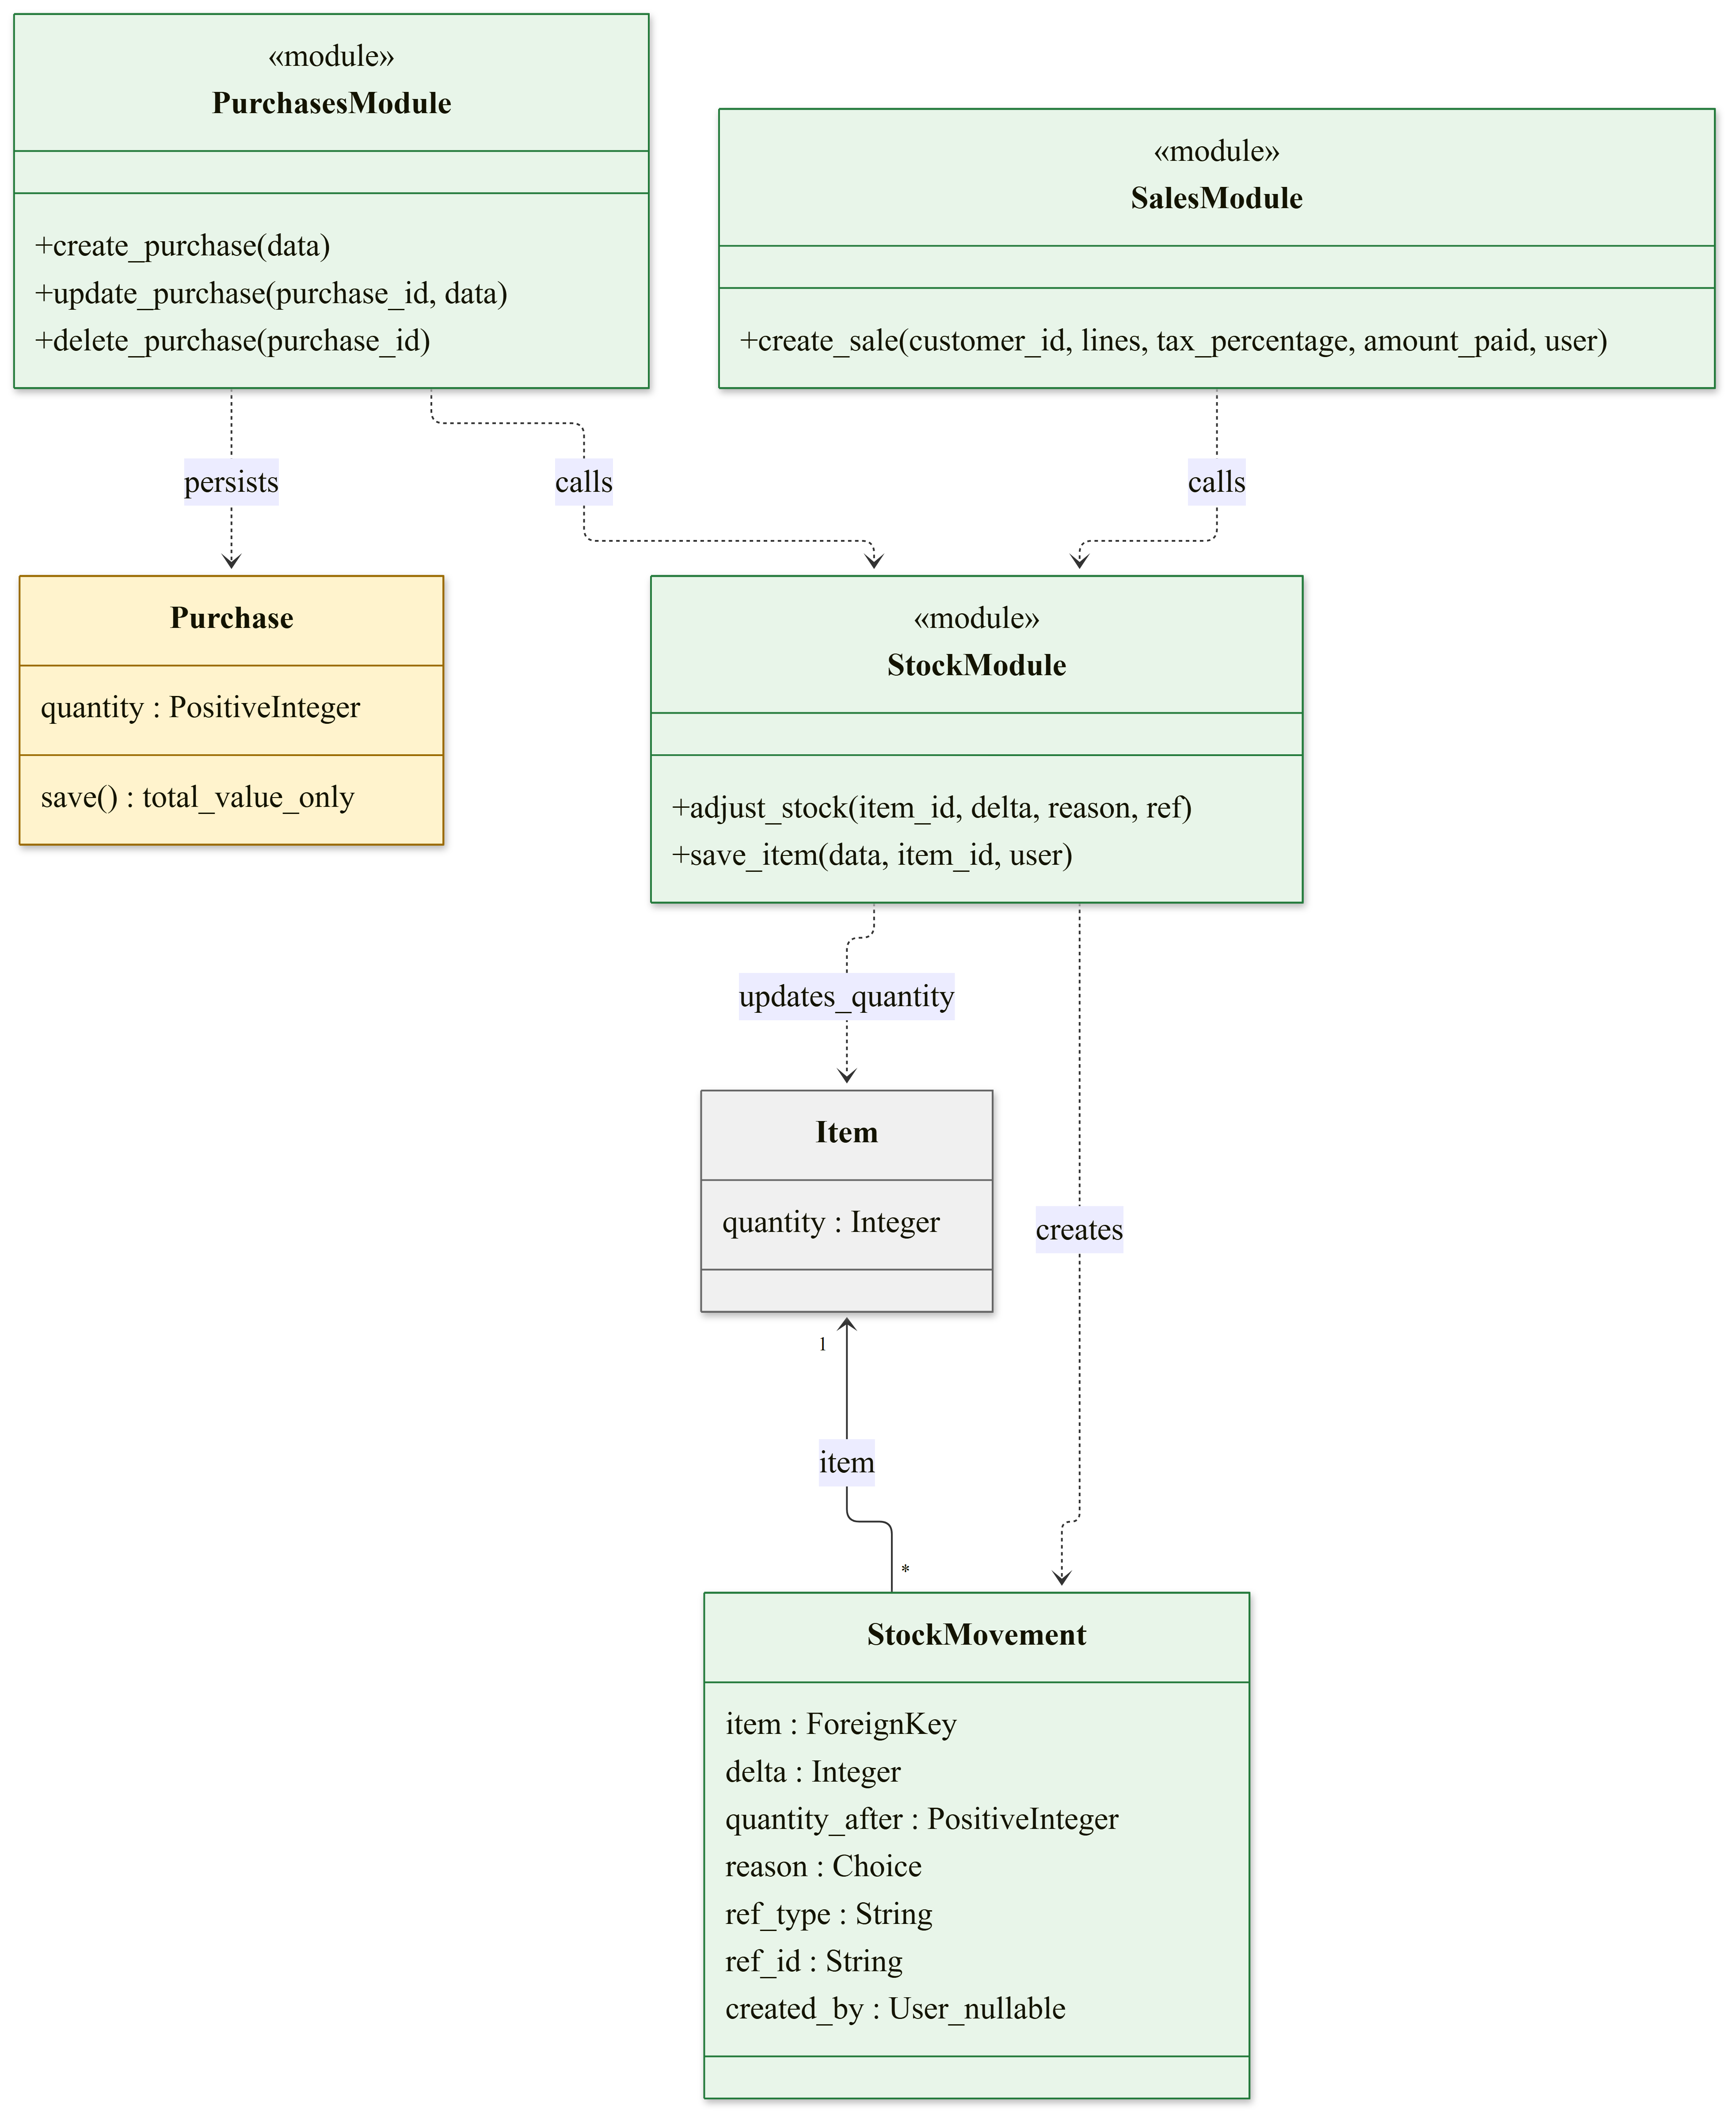 «module»
PurchasesModule
+create_purchase(data)
+update_purchase(purchase_id, data)
+delete_purchase(purchase_id)
«module»
SalesModule
+create_sale(customer_id, lines, tax_percentage, amount_paid, user)
persists
calls
calls
Purchase
quantity : PositiveInteger
save() : total_value_only
«module»
StockModule
+adjust_stock(item_id, delta, reason, ref)
+save_item(data, item_id, user)
updates_quantity
Item
quantity : Integer
creates
1
item
*
StockMovement
item : ForeignKey
delta : Integer
quantity_after : PositiveInteger
reason : Choice
ref_type : String
ref_id : String
created_by : User_nullable